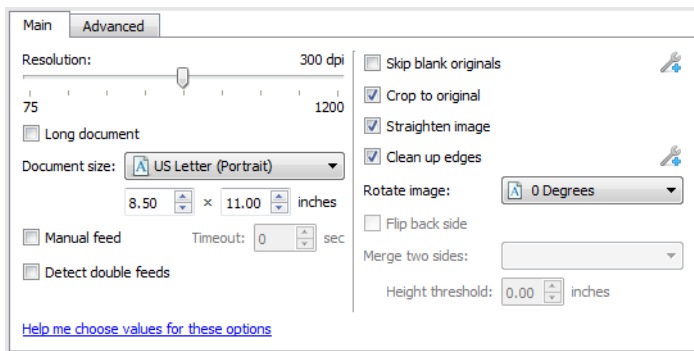 Main
Advanced
Resolution:
300 dpi
75
1200
Long document
Document size:
US Letter (Portrait)
8.50 × 11.00 inches
Manual feed
Timeout: 0 sec
Detect double feeds
Help me choose values for these options
Skip blank originals
Crop to original
Straighten image
Clean up edges
Rotate image:
A 0 Degrees
Flip back side
Merge two sides:
Height threshold: 0.00 inches